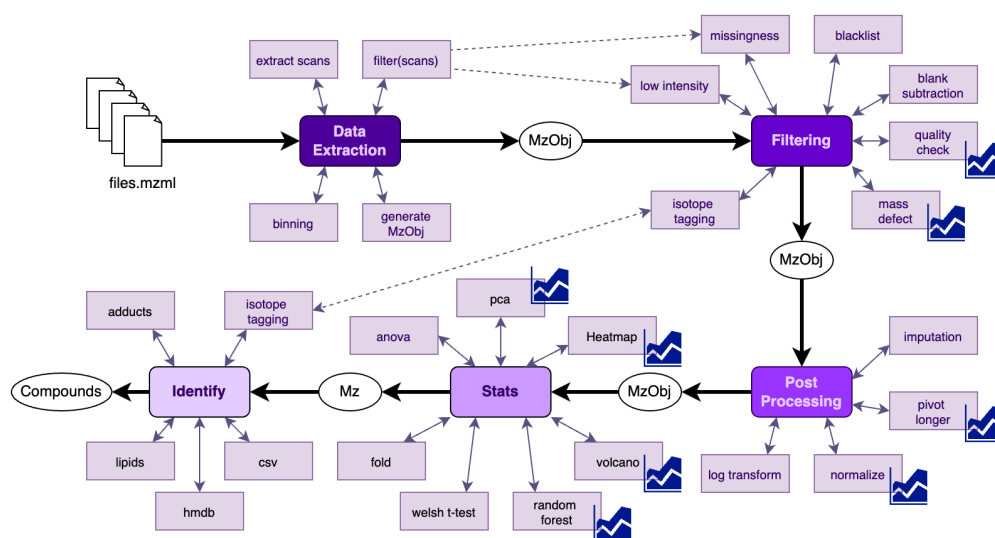 missingness
blacklist
extract scans
filter(scans)
low intensity
blank
subtraction
Data
Extraction
MzObj
Filtering
quality
check
files.mzml
binning
generate
MzObj
isotope
tagging
mass
defect
MzObj
pca
adducts
isotope
tagging
anova
Heatmap
imputation
Compounds
Identify
Mz
Stats
MzObj
Post
Processing
pivot
longer
lipids
csv
fold
volcano
log transform
normalize
hmdb
welsh t-test
random
forest